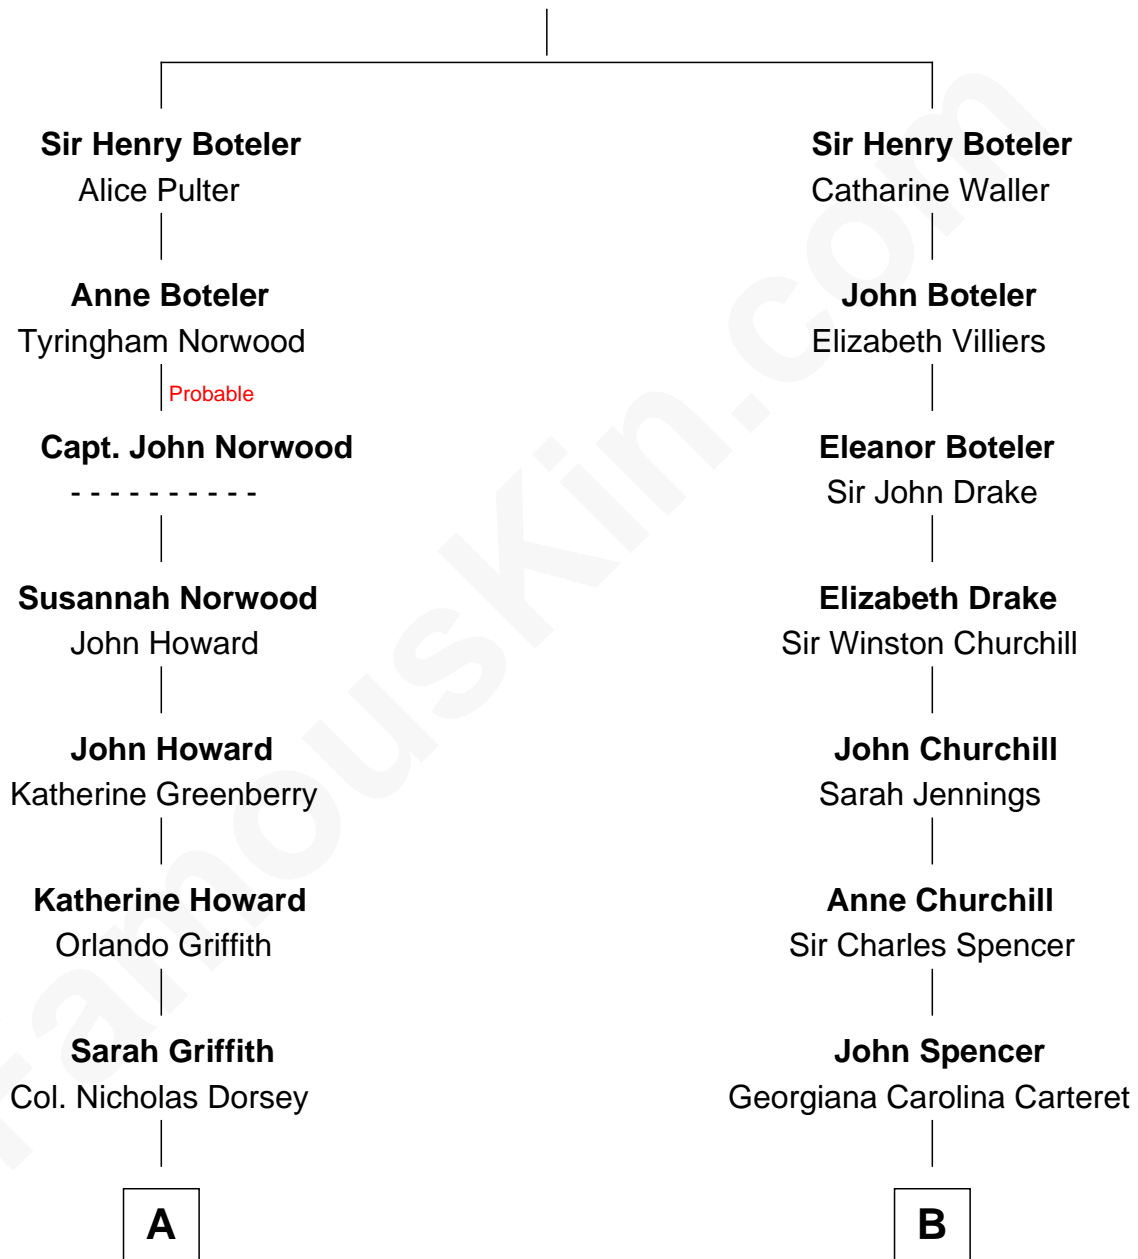 Sir Henry Boteler
Alice Pulter
Anne Boteler
Tyringham Norwood
Probable
Capt. John Norwood
- - - - - - - - - -
Susannah Norwood
John Howard
John Howard
Katherine Greenberry
Katherine Howard
Orlando Griffith
Sarah Griffith
Col. Nicholas Dorsey
A
Sir Henry Boteler
Catharine Waller
John Boteler
Elizabeth Villiers
Eleanor Boteler
Sir John Drake
Elizabeth Drake
Sir Winston Churchill
John Churchill
Sarah Jennings
Anne Churchill
Sir Charles Spencer
John Spencer
Georgiana Carolina Carteret
B
FamousKin.com